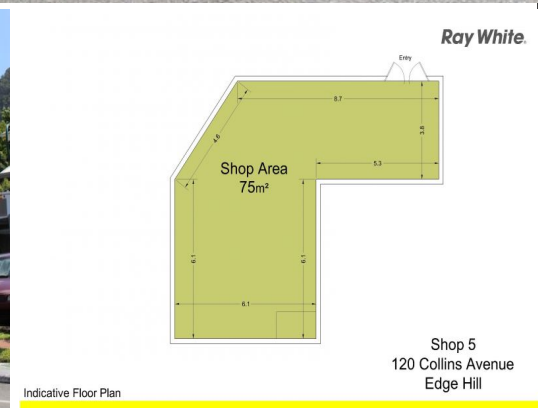 Ray White.
Entry
8.7
3.8
4.6
5.3
Shop Area
75m²
6.1
6.1
6.1
Shop 5
120 Collins Avenue
Edge Hill
Indicative Floor Plan